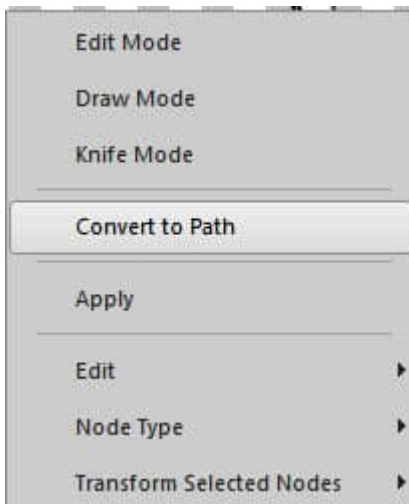 Edit Mode
Draw Mode
Knife Mode
Convert to Path
Apply
Edit
Node Type
Transform Selected Nodes